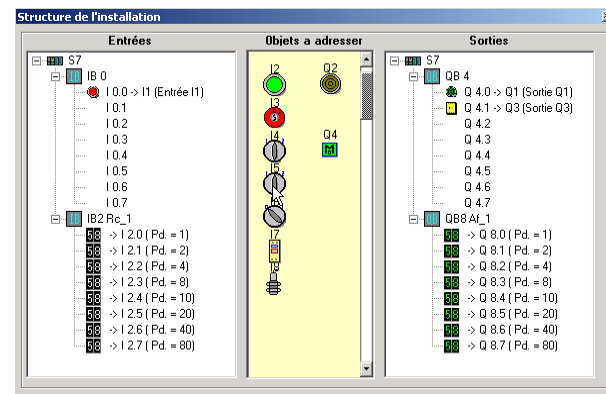 Structure de l'installation
Entrées
S7
IB 0
I 0.0 -> I1 (Entrée I1)
I 0.1
I 0.2
I 0.3
I 0.4
I 0.5
I 0.6
I 0.7
IB2 Rc_1
-> I 2.0 ( Pd. = 1)
-> I 2.1 ( Pd. = 2)
-> I 2.2 ( Pd. = 4)
-> I 2.3 ( Pd. = 8)
-> I 2.4 ( Pd. = 10)
-> I 2.5 ( Pd. = 20)
-> I 2.6 ( Pd. = 40)
-> I 2.7 ( Pd. = 80)
Objets a adresser
I2 Q2
I3
I4 Q4
I5
I7
I8
Sorties
S7
QB 4
Q 4.0 -> Q1 (Sortie Q1)
Q 4.1 -> Q3 (Sortie Q3)
Q 4.2
Q 4.3
Q 4.4
Q 4.5
Q 4.6
Q 4.7
QB8 Af_1
-> Q 8.0 ( Pd. = 1)
-> Q 8.1 ( Pd. = 2)
-> Q 8.2 ( Pd. = 4)
-> Q 8.3 ( Pd. = 8)
-> Q 8.4 ( Pd. = 10)
-> Q 8.5 ( Pd. = 20)
-> Q 8.6 ( Pd. = 40)
-> Q 8.7 ( Pd. = 80)